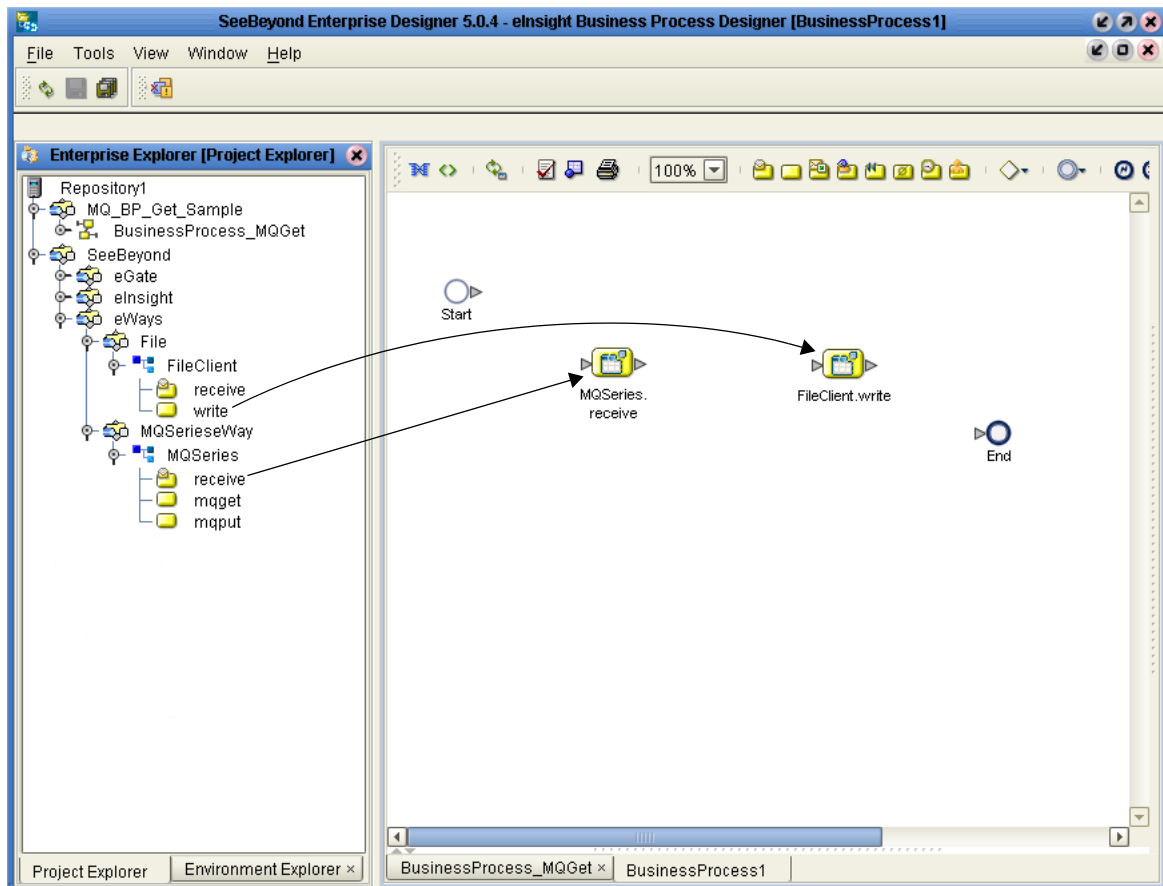 SeeBeyond Enterprise Designer 5.0.4 - eInsight Business Process Designer [BusinessProcess1]
File Tools View Window Help
Enterprise Explorer [Project Explorer]
Repository1
MQ_BP_Get_Sample
BusinessProcess_MQGet
SeeBeyond
eGate
eInsight
eWays
File
FileClient
receive
write
MQSerieseWay
MQSeries
receive
mqget
mqput
Project Explorer
Environment Explorer ×
100%
Start
MQSeries.
receive
FileClient.write
End
BusinessProcess_MQGet ×
BusinessProcess1